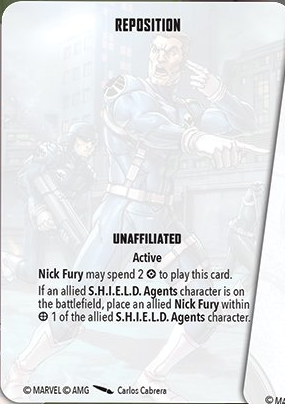 REPOSITION
UNAFFILIATED
Active
Nick Fury may spend 2 to play this card.
If an allied S.H.I.E.L.D. Agents character is on
the battlefield, place an allied Nick Fury within
1 of the allied S.H.I.E.L.D. Agents character.
© MARVEL © AMG Carlos Cabrera
© MA